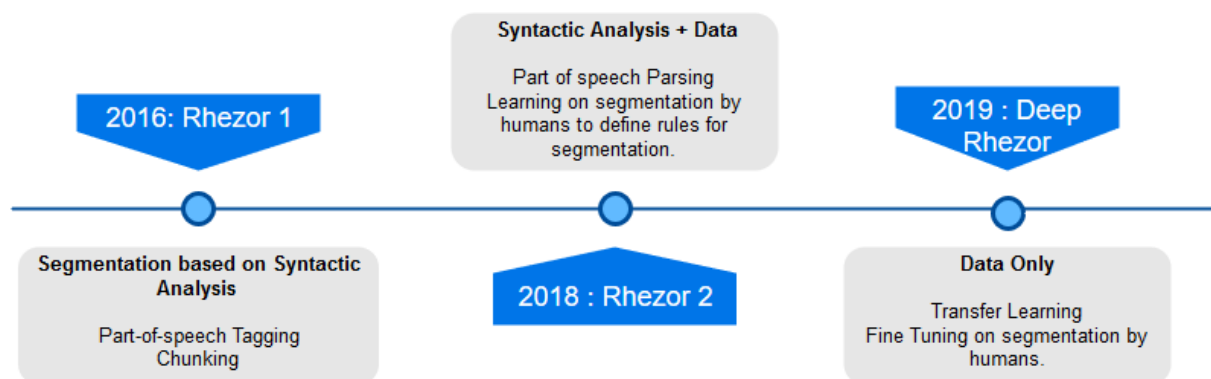 2016: Rhezor 1
Segmentation based on Syntactic
Analysis
Part-of-speech Tagging
Chunking
Syntactic Analysis + Data
Part of speech Parsing
Learning on segmentation by
humans to define rules for
segmentation.
2018 : Rhezor 2
2019 : Deep
Rhezor
Data Only
Transfer Learning
Fine Tuning on segmentation by
humans.